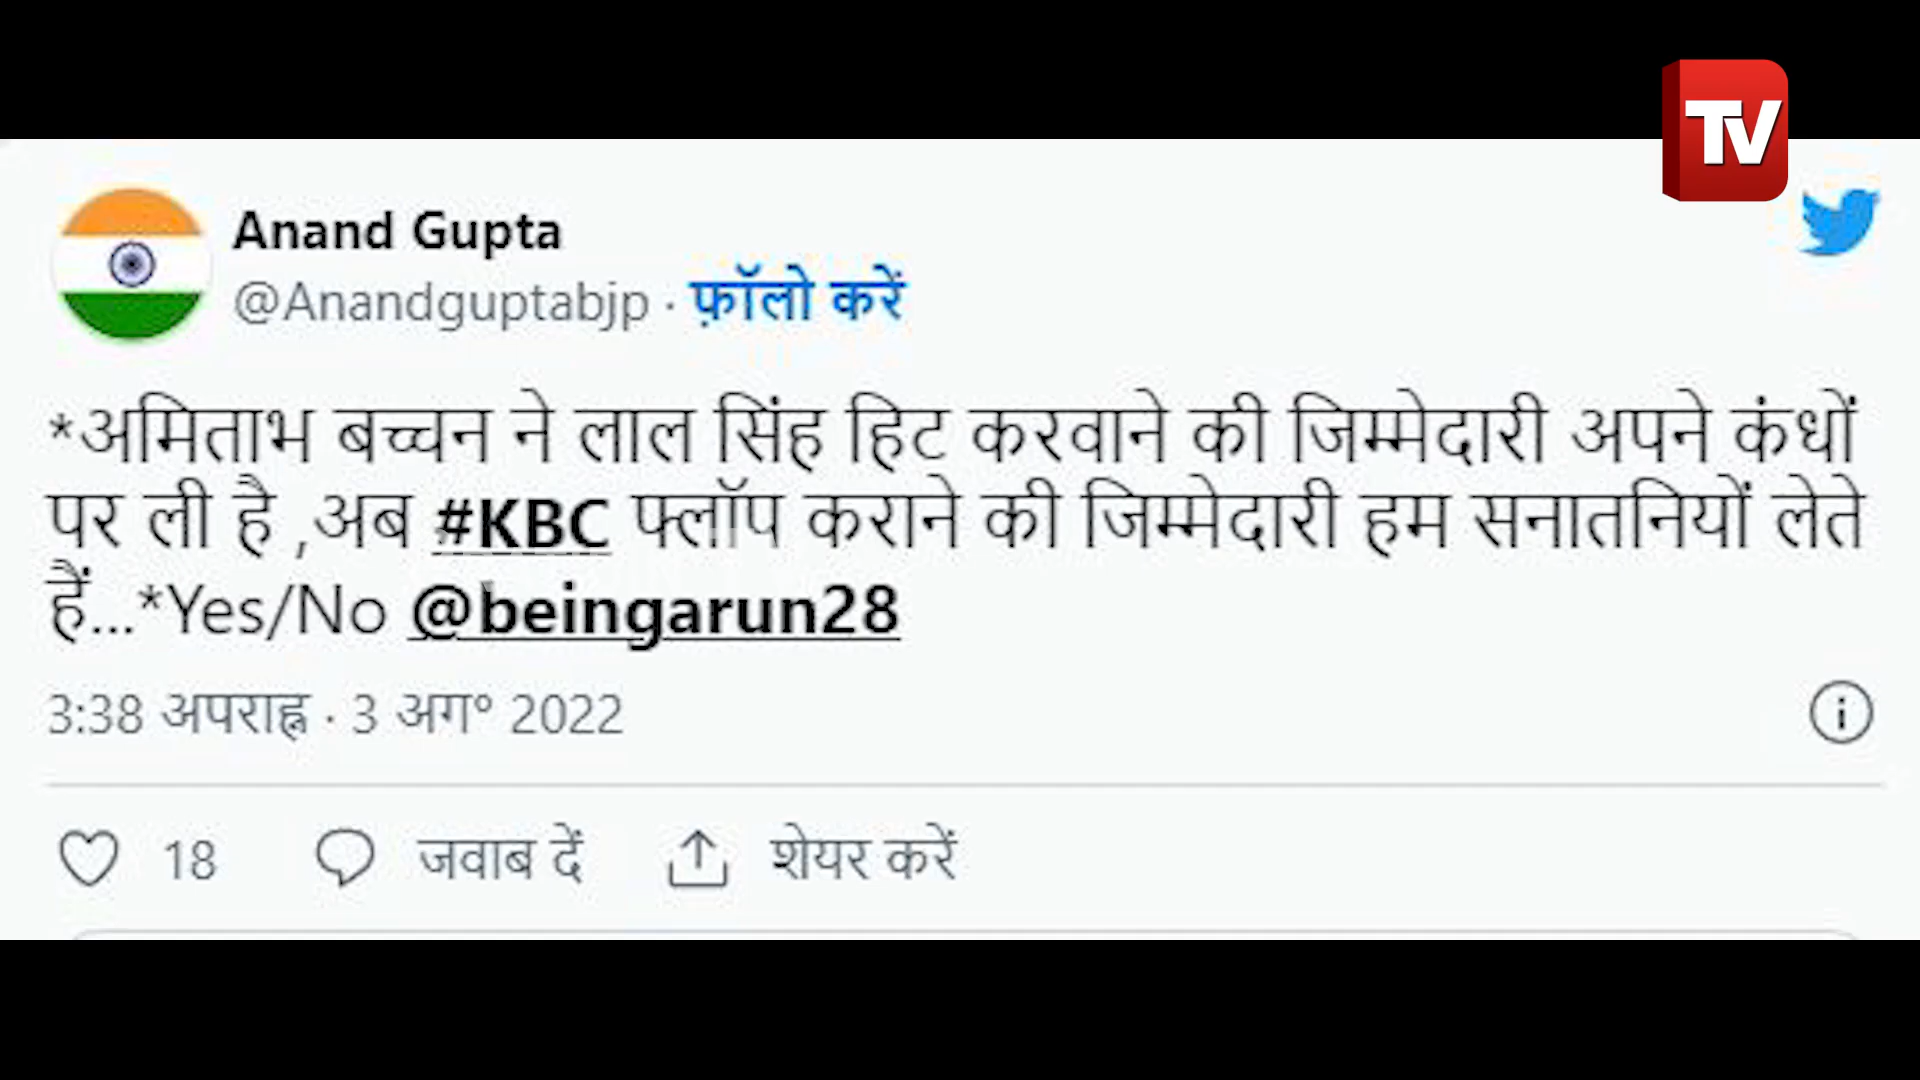 TV
Anand Gupta
@Anandguptabjp · फ़ॉलो करें
*अमिताभ बच्चन ने लाल सिंह हिट करवाने की जिम्मेदारी अपने कंधों
पर ली है ,अब #KBC फ्लॉप कराने की जिम्मेदारी हम सनातनियों लेते
हैं...*Yes/No @beingarun28
3:38 अपराह्न · 3 अग॰ 2022
18 जवाब दें शेयर करें